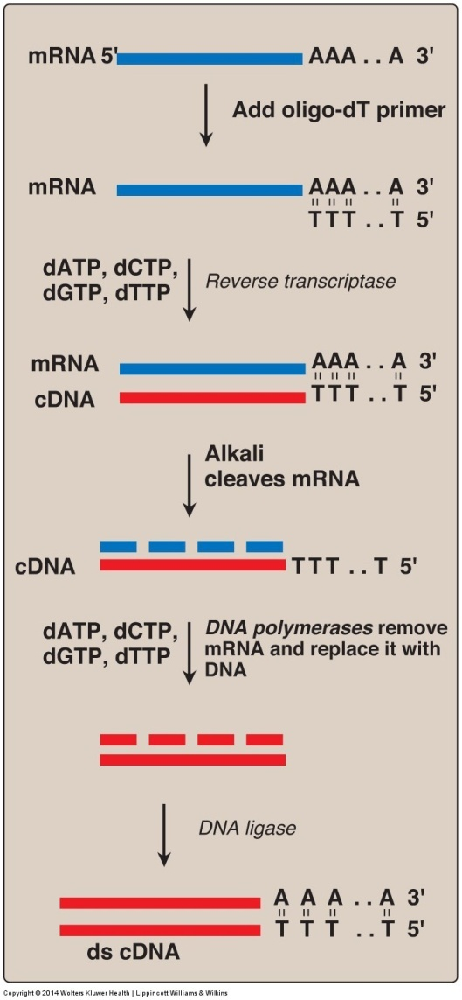 mRNA 5' AAA . . A 3'
Add oligo-dT primer
mRNA AAA . . A 3'
TTT . . T 5'
dATP, dCTP,
dGTP, dTTP
Reverse transcriptase
mRNA AAA . . A 3'
cDNA TTT . . T 5'
Alkali
cleaves mRNA
cDNA TTT . . T 5'
dATP, dCTP,
dGTP, dTTP
DNA polymerases remove
mRNA and replace it with
DNA
DNA ligase
A A A . . A 3'
T T T . . T 5'
ds cDNA
Copyright © 2014 Wolters Kluwer Health | Lippincott Williams & Wilkins